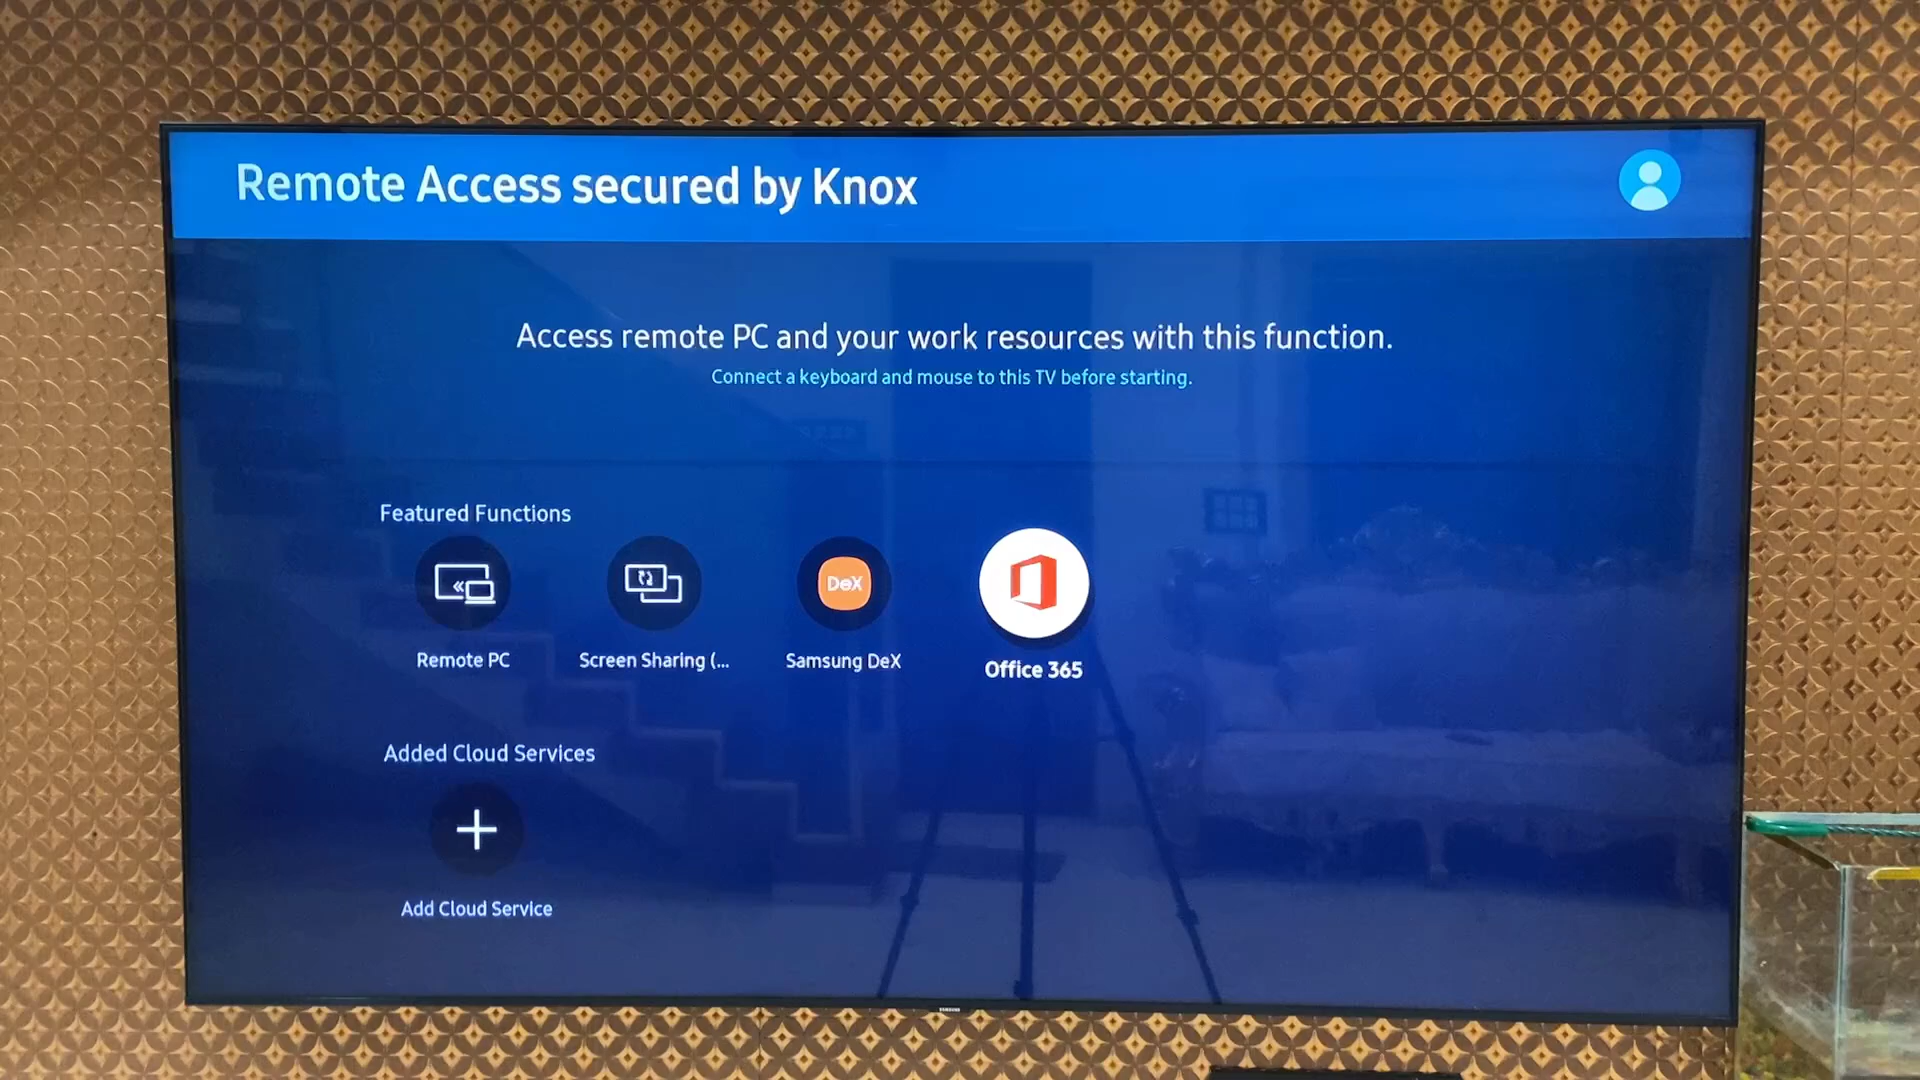 Remote Access secured by Knox
Access remote PC and your work resources with this function.
Connect a keyboard and mouse to this TV before starting.
Featured Functions
DeX
Remote PC
Screen Sharing (...
Samsung DeX
Office 365
Added Cloud Services
Add Cloud Service
SAMSUNG